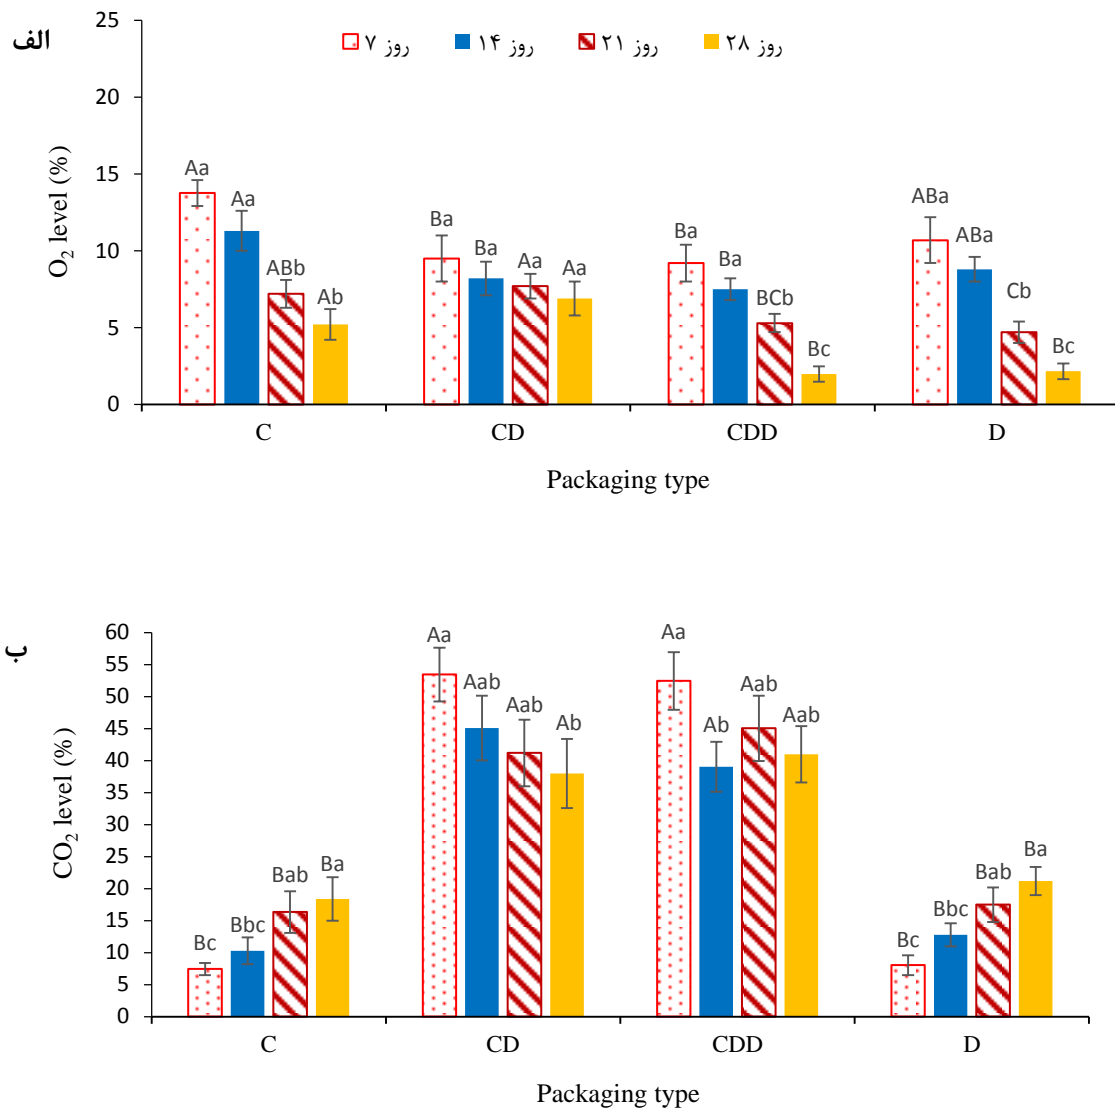 الف
۷ روز ۱۴ روز ۲۱ روز ۲۸ روز
O₂ level (%)
25
20
15
10
5
0
Aa Aa ABb Ab
Ba Ba Aa Aa
Ba Ba BCb Bc
ABa ABa Cb Bc
C CD CDD D
Packaging type
ب
CO₂ level (%)
60
55
50
45
40
35
30
25
20
15
10
5
0
Bc Bbc Bab Ba
Aa Aab Aab Ab
Aa Ab Aab Aab
Bc Bbc Bab Ba
C CD CDD D
Packaging type